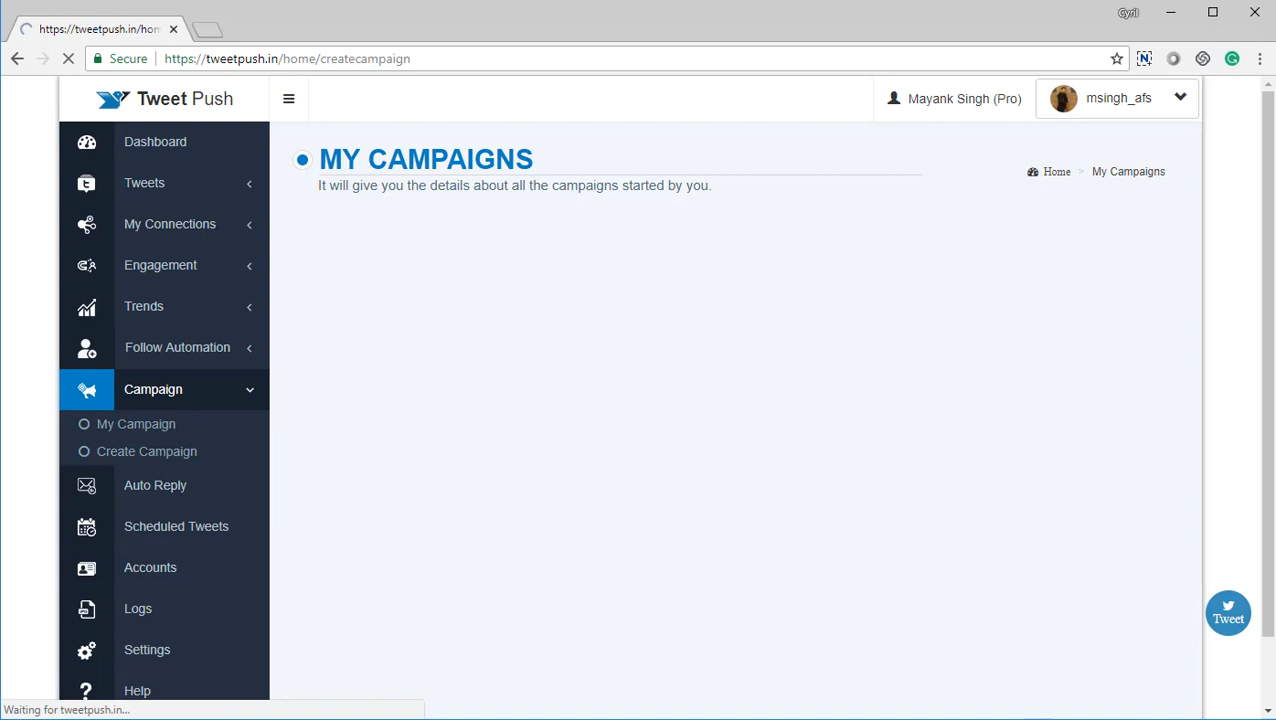 Cyril
https://tweetpush.in/hom
Secure
https://tweetpush.in/home/createcampaign
N
Tweet Push
Mayank Singh (Pro)
msingh_afs
Dashboard
Tweets
My Connections
Engagement
Trends
Follow Automation
Campaign
My Campaign
Create Campaign
Auto Reply
Scheduled Tweets
Accounts
Logs
Settings
Help
MY CAMPAIGNS
It will give you the details about all the campaigns started by you.
Home > My Campaigns
Tweet
Waiting for tweetpush.in...